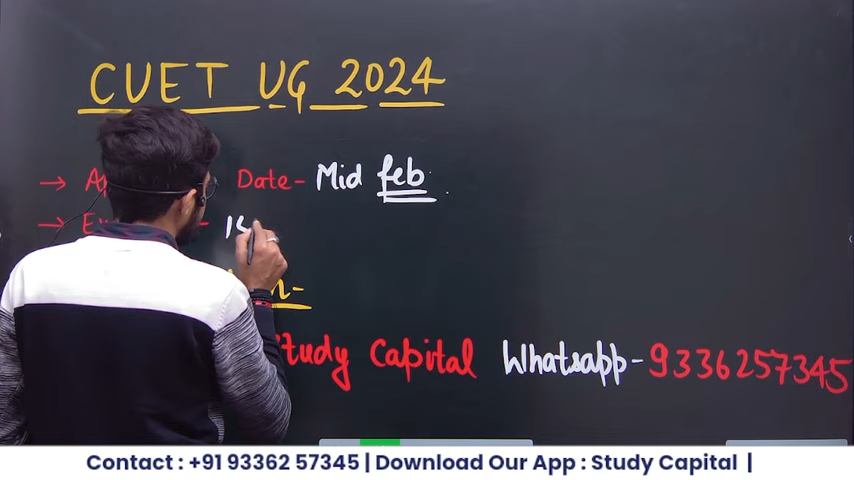 CUET UG 2024
→ Date- Mid feb
→ - 15
Study Capital Whatsapp- 9336257345
Contact : +91 93362 57345 | Download Our App : Study Capital |